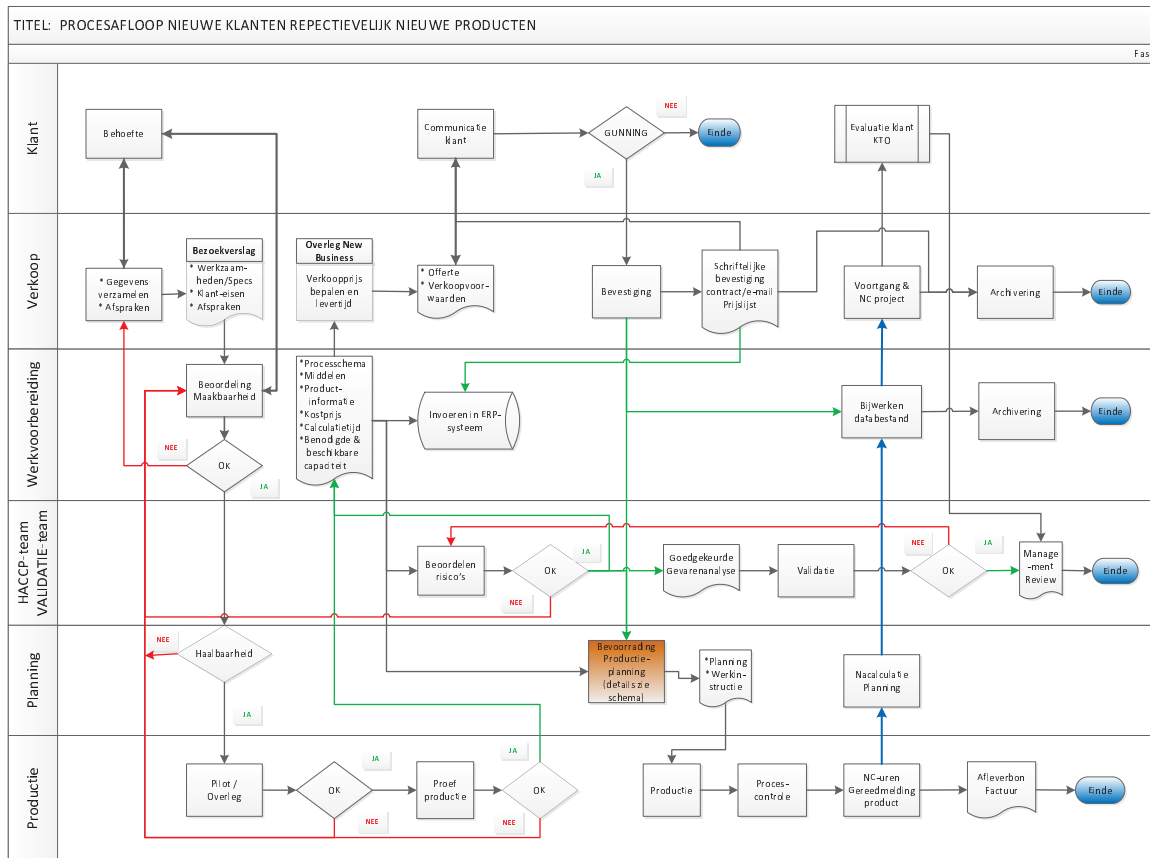 TITEL: PROCESAFLOOP NIEUWE KLANTEN REPECTIEVELIJK NIEUWE PRODUCTEN
Fas
Klant
Behoefte
Communicatie
klant
GUNNING
NEE
Einde
JA
Evaluatie klant
KTO
Verkoop
* Gegevens
verzamelen
* Afspraken
Bezoekverslag
* Werkzaam-
heden/Specs
* Klant-eisen
* Afspraken
Overleg New
Business
Verkoopprijs
bepalen en
levertijd
* Offerte
* Verkoopvoor-
waarden
Bevestiging
Schriftelijke
bevestiging
contract/e-mail
Prijslijst
Voortgang &
NC project
Archivering
Einde
Werkvoorbereiding
Beoordeling
Maakbaarheid
NEE
OK
JA
*Processchema
*Middelen
*Product-
informatie
*Kostprijs
*Calculatietijd
*Benodigde &
beschikbare
capaciteit
Invoeren in ERP-
systeem
Bijwerken
databestand
Archivering
Einde
HACCP-team
VALIDATIE-team
Beoordelen
risico's
OK
JA
NEE
Goedgekeurde
Gevarenanalyse
Validatie
NEE
OK
JA
Manage
-ment
Review
Einde
Planning
NEE
Haalbaarheid
JA
Bevoorrading
Productie-
planning
(details zie
schema)
*Planning
* Werkin-
structie
Nacalculatie
Planning
Productie
Pilot /
Overleg
OK
JA
NEE
Proef
productie
JA
OK
NEE
Productie
Proces-
controle
NC-uren
Gereedmelding
product
Afleverbon
Factuur
Einde